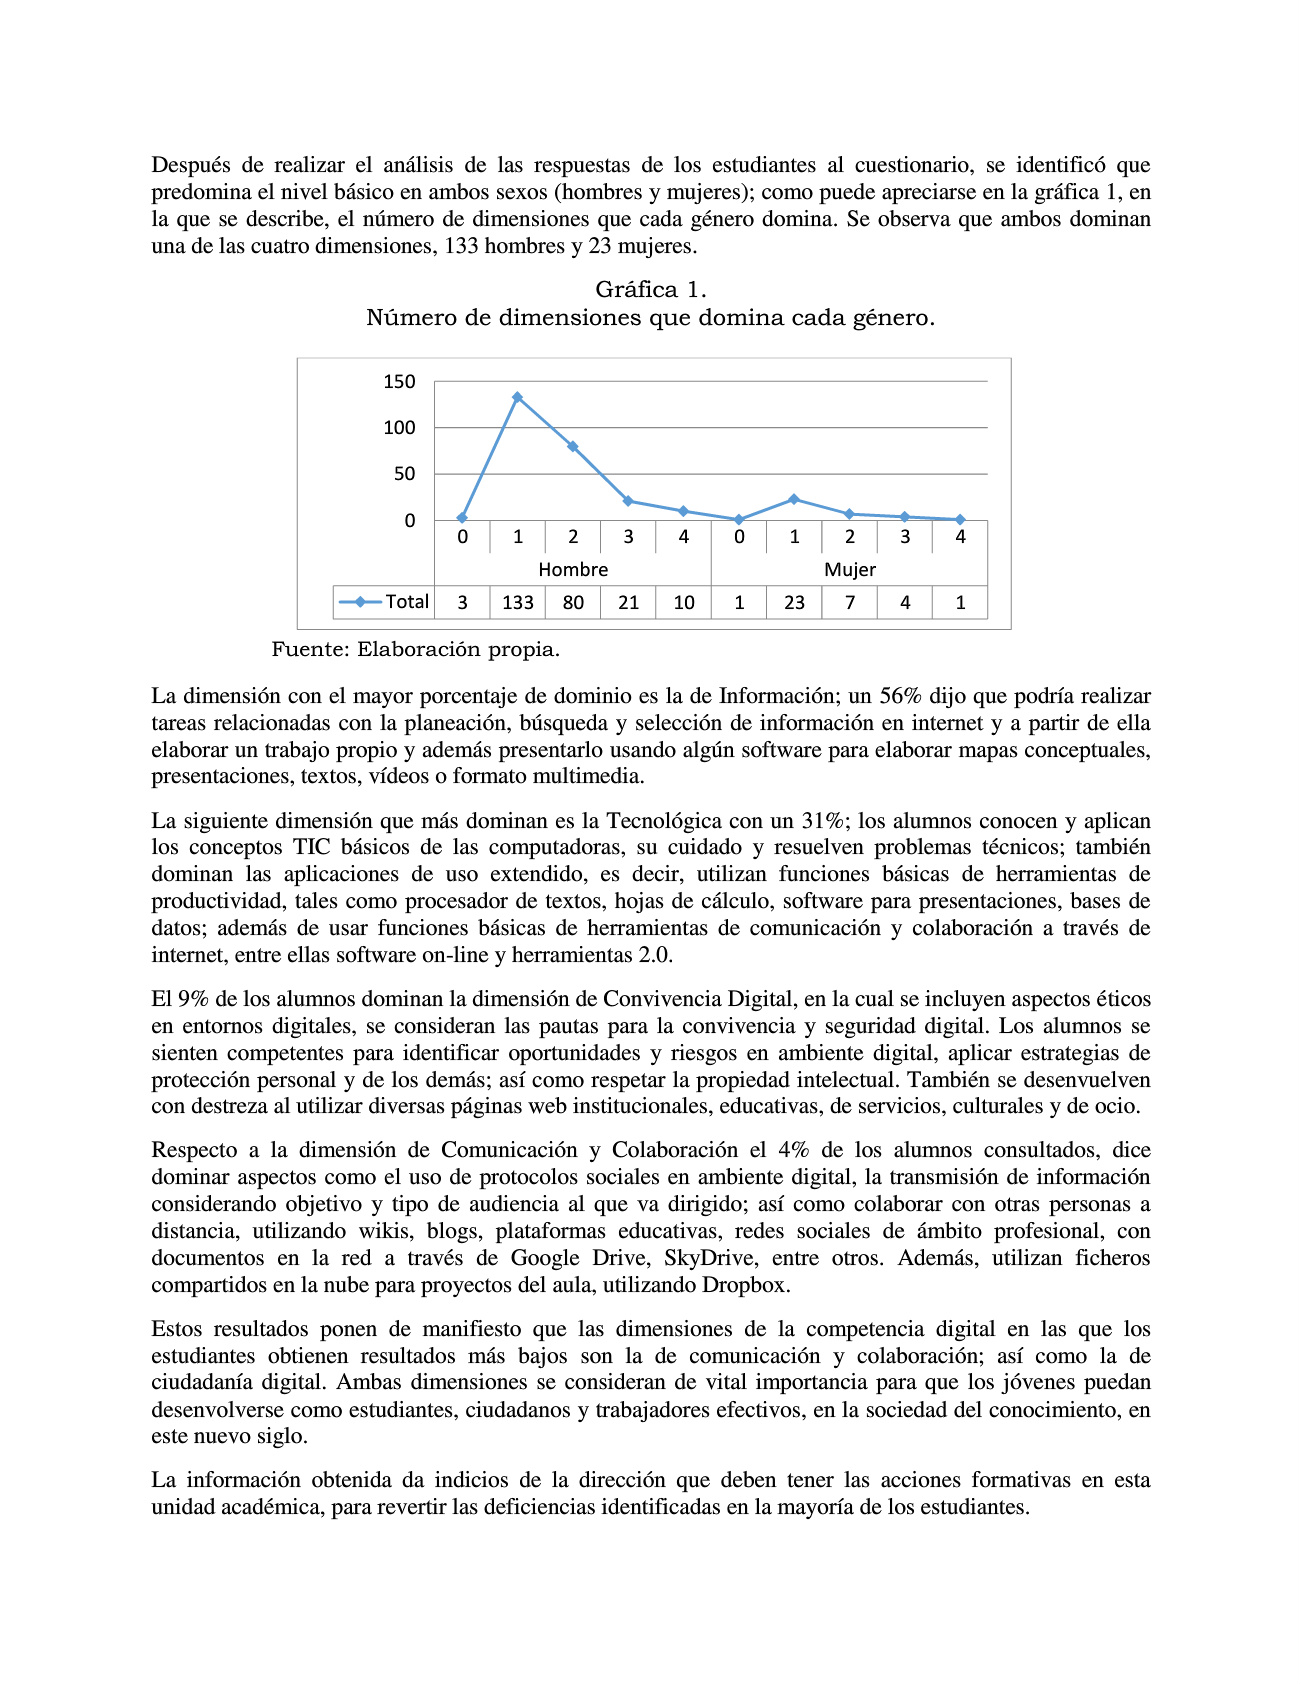 Después de realizar el análisis de las respuestas de los estudiantes al cuestionario, se identificó que
predomina el nivel básico en ambos sexos (hombres y mujeres); como puede apreciarse en la gráfica 1, en
la que se describe, el número de dimensiones que cada género domina. Se observa que ambos dominan
una de las cuatro dimensiones, 133 hombres y 23 mujeres.
Gráfica 1.
Número de dimensiones que domina cada género.
150
100
50
0
0 1 2 3 4 0 1 2 3 4
Hombre Mujer
Total 3 133 80 21 10 1 23 7 4 1
Fuente: Elaboración propia.
La dimensión con el mayor porcentaje de dominio es la de Información; un 56% dijo que podría realizar
tareas relacionadas con la planeación, búsqueda y selección de información en internet y a partir de ella
elaborar un trabajo propio y además presentarlo usando algún software para elaborar mapas conceptuales,
presentaciones, textos, vídeos o formato multimedia.
La siguiente dimensión que más dominan es la Tecnológica con un 31%; los alumnos conocen y aplican
los conceptos TIC básicos de las computadoras, su cuidado y resuelven problemas técnicos; también
dominan las aplicaciones de uso extendido, es decir, utilizan funciones básicas de herramientas de
productividad, tales como procesador de textos, hojas de cálculo, software para presentaciones, bases de
datos; además de usar funciones básicas de herramientas de comunicación y colaboración a través de
internet, entre ellas software on-line y herramientas 2.0.
El 9% de los alumnos dominan la dimensión de Convivencia Digital, en la cual se incluyen aspectos éticos
en entornos digitales, se consideran las pautas para la convivencia y seguridad digital. Los alumnos se
sienten competentes para identificar oportunidades y riesgos en ambiente digital, aplicar estrategias de
protección personal y de los demás; así como respetar la propiedad intelectual. También se desenvuelven
con destreza al utilizar diversas páginas web institucionales, educativas, de servicios, culturales y de ocio.
Respecto a la dimensión de Comunicación y Colaboración el 4% de los alumnos consultados, dice
dominar aspectos como el uso de protocolos sociales en ambiente digital, la transmisión de información
considerando objetivo y tipo de audiencia al que va dirigido; así como colaborar con otras personas a
distancia, utilizando wikis, blogs, plataformas educativas, redes sociales de ámbito profesional, con
documentos en la red a través de Google Drive, SkyDrive, entre otros. Además, utilizan ficheros
compartidos en la nube para proyectos del aula, utilizando Dropbox.
Estos resultados ponen de manifiesto que las dimensiones de la competencia digital en las que los
estudiantes obtienen resultados más bajos son la de comunicación y colaboración; así como la de
ciudadanía digital. Ambas dimensiones se consideran de vital importancia para que los jóvenes puedan
desenvolverse como estudiantes, ciudadanos y trabajadores efectivos, en la sociedad del conocimiento, en
este nuevo siglo.
La información obtenida da indicios de la dirección que deben tener las acciones formativas en esta
unidad académica, para revertir las deficiencias identificadas en la mayoría de los estudiantes.